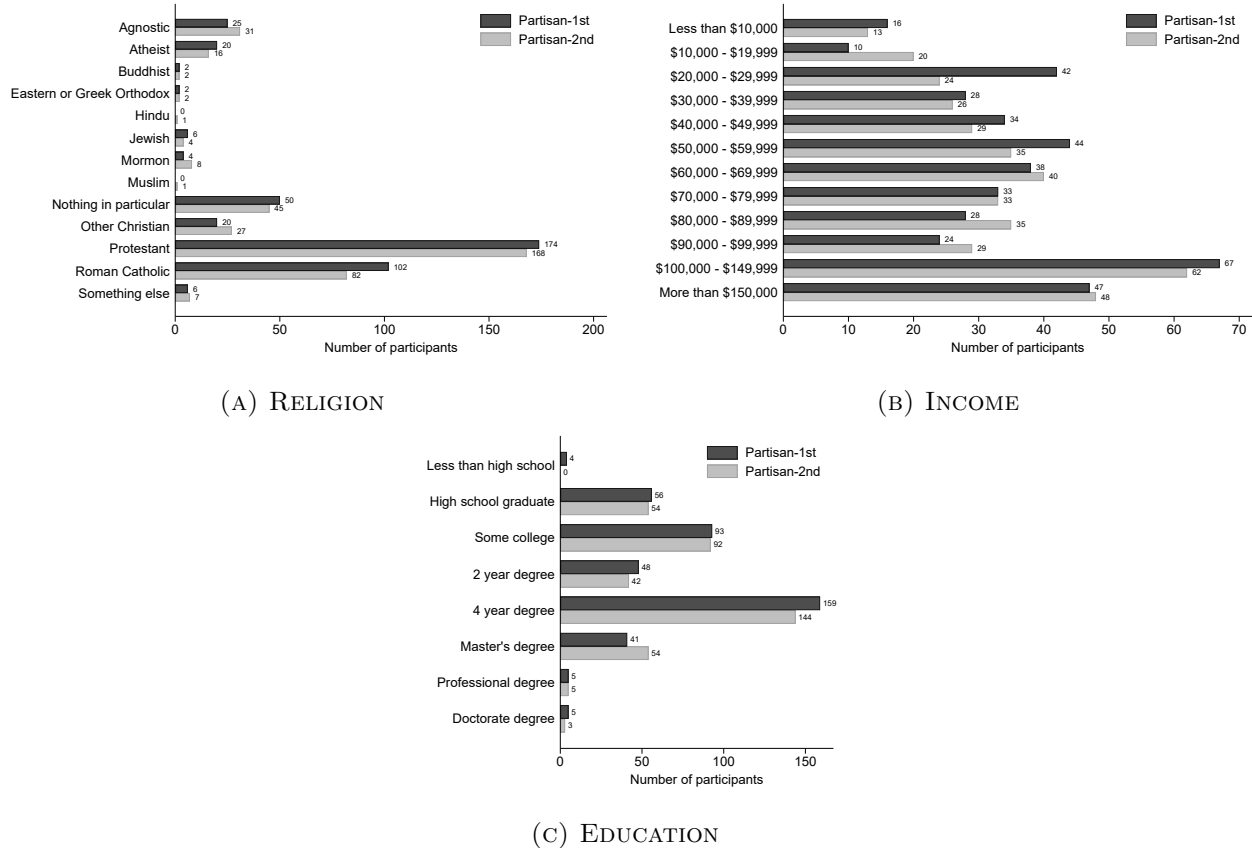 Partisan-1st
Partisan-2nd
Agnostic 25
31
Atheist 20
16
Buddhist 2
2
Eastern or Greek Orthodox 2
2
Hindu 0
1
Jewish 6
4
Mormon 4
8
Muslim 0
1
Nothing in particular 50
45
Other Christian 20
27
Protestant 174
168
Roman Catholic 102
82
Something else 6
7
0 50 100 150 200
Number of participants
(A) RELIGION
Partisan-1st
Partisan-2nd
Less than $10,000 16
13
$10,000 - $19,999 10
20
$20,000 - $29,999 42
24
$30,000 - $39,999 28
26
$40,000 - $49,999 34
29
$50,000 - $59,999 44
35
$60,000 - $69,999 38
40
$70,000 - $79,999 33
33
$80,000 - $89,999 28
35
$90,000 - $99,999 24
29
$100,000 - $149,999 67
62
More than $150,000 47
48
0 10 20 30 40 50 60 70
Number of participants
(B) INCOME
Partisan-1st
Partisan-2nd
Less than high school 4
0
High school graduate 56
54
Some college 93
92
2 year degree 48
42
4 year degree 159
144
Master's degree 41
54
Professional degree 5
5
Doctorate degree 5
3
0 50 100 150
Number of participants
(C) EDUCATION